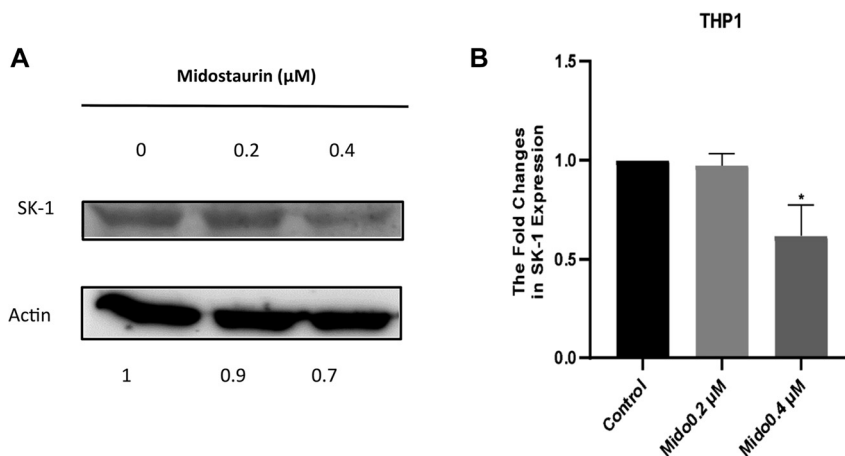 A
Midostaurin (µM)
0 0.2 0.4
SK-1
Actin
1 0.9 0.7
B
THP1
The Fold Changes
in SK-1 Expression
1.5
1.0
0.5
0.0
*
Control
Mido0.2 µM
Mido0.4 µM